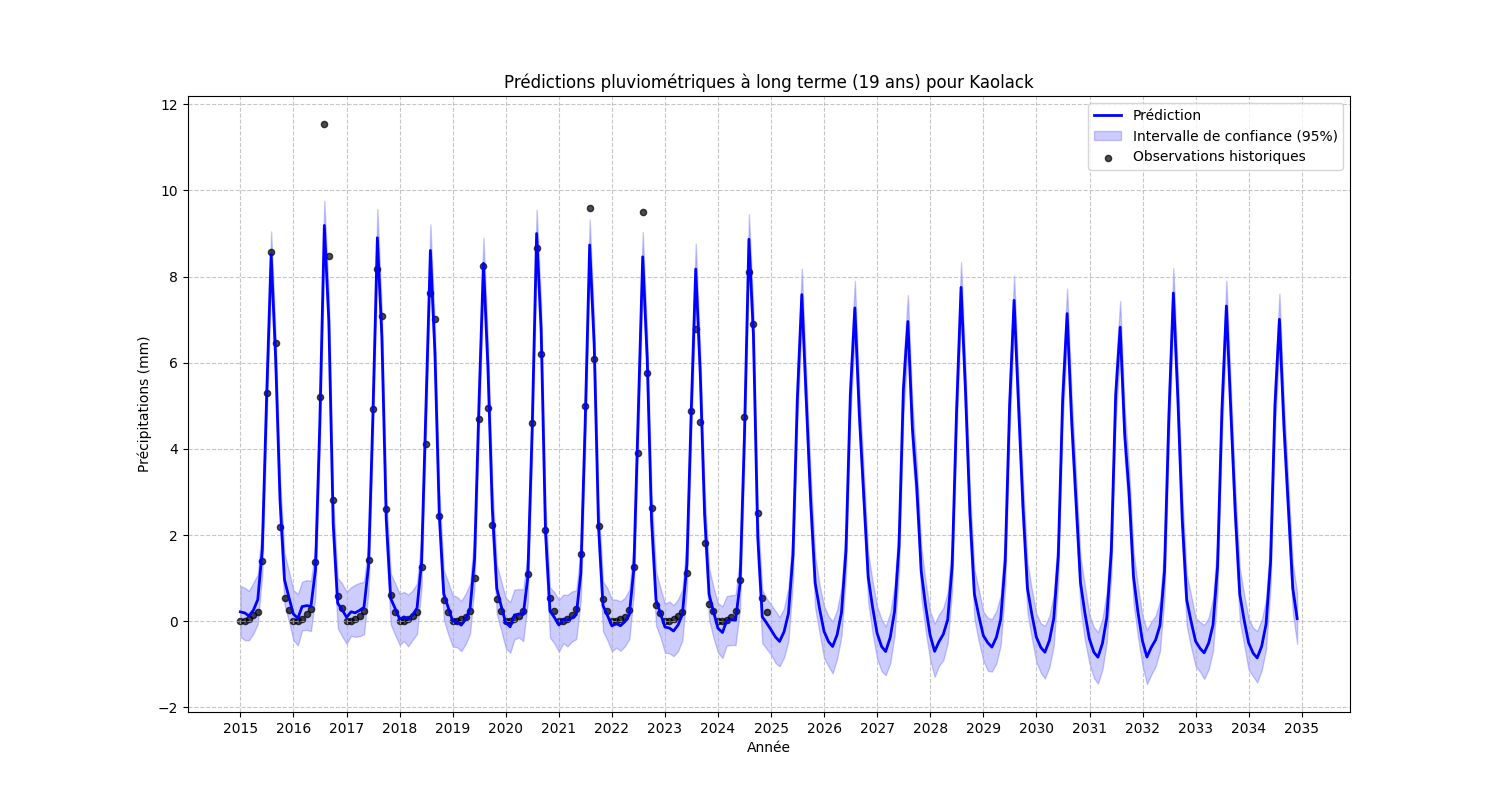 Prédictions pluviométriques à long terme (19 ans) pour Kaolack
12
10
8
6
4
2
0
−2
Précipitations (mm)
Prédiction
Intervalle de confiance (95%)
Observations historiques
2015 2016 2017 2018 2019 2020 2021 2022 2023 2024 2025 2026 2027 2028 2029 2030 2031 2032 2033 2034 2035
Année